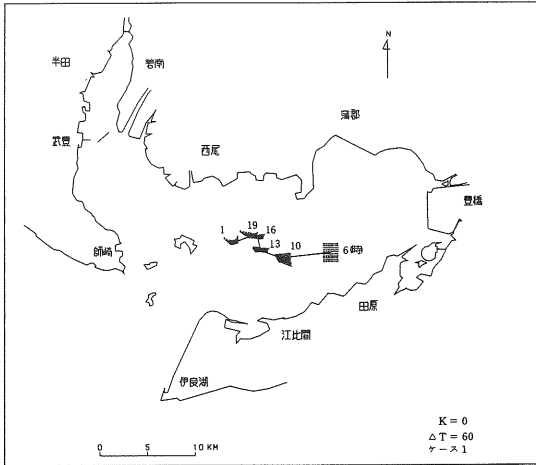 N
半田
碧南
蒲郡
武豊
西尾
豊橋
師崎
1
19
16
13
10
6時
田原
江比間
伊良湖
K = 0
△T = 60
ケース1
0 5 10 KM